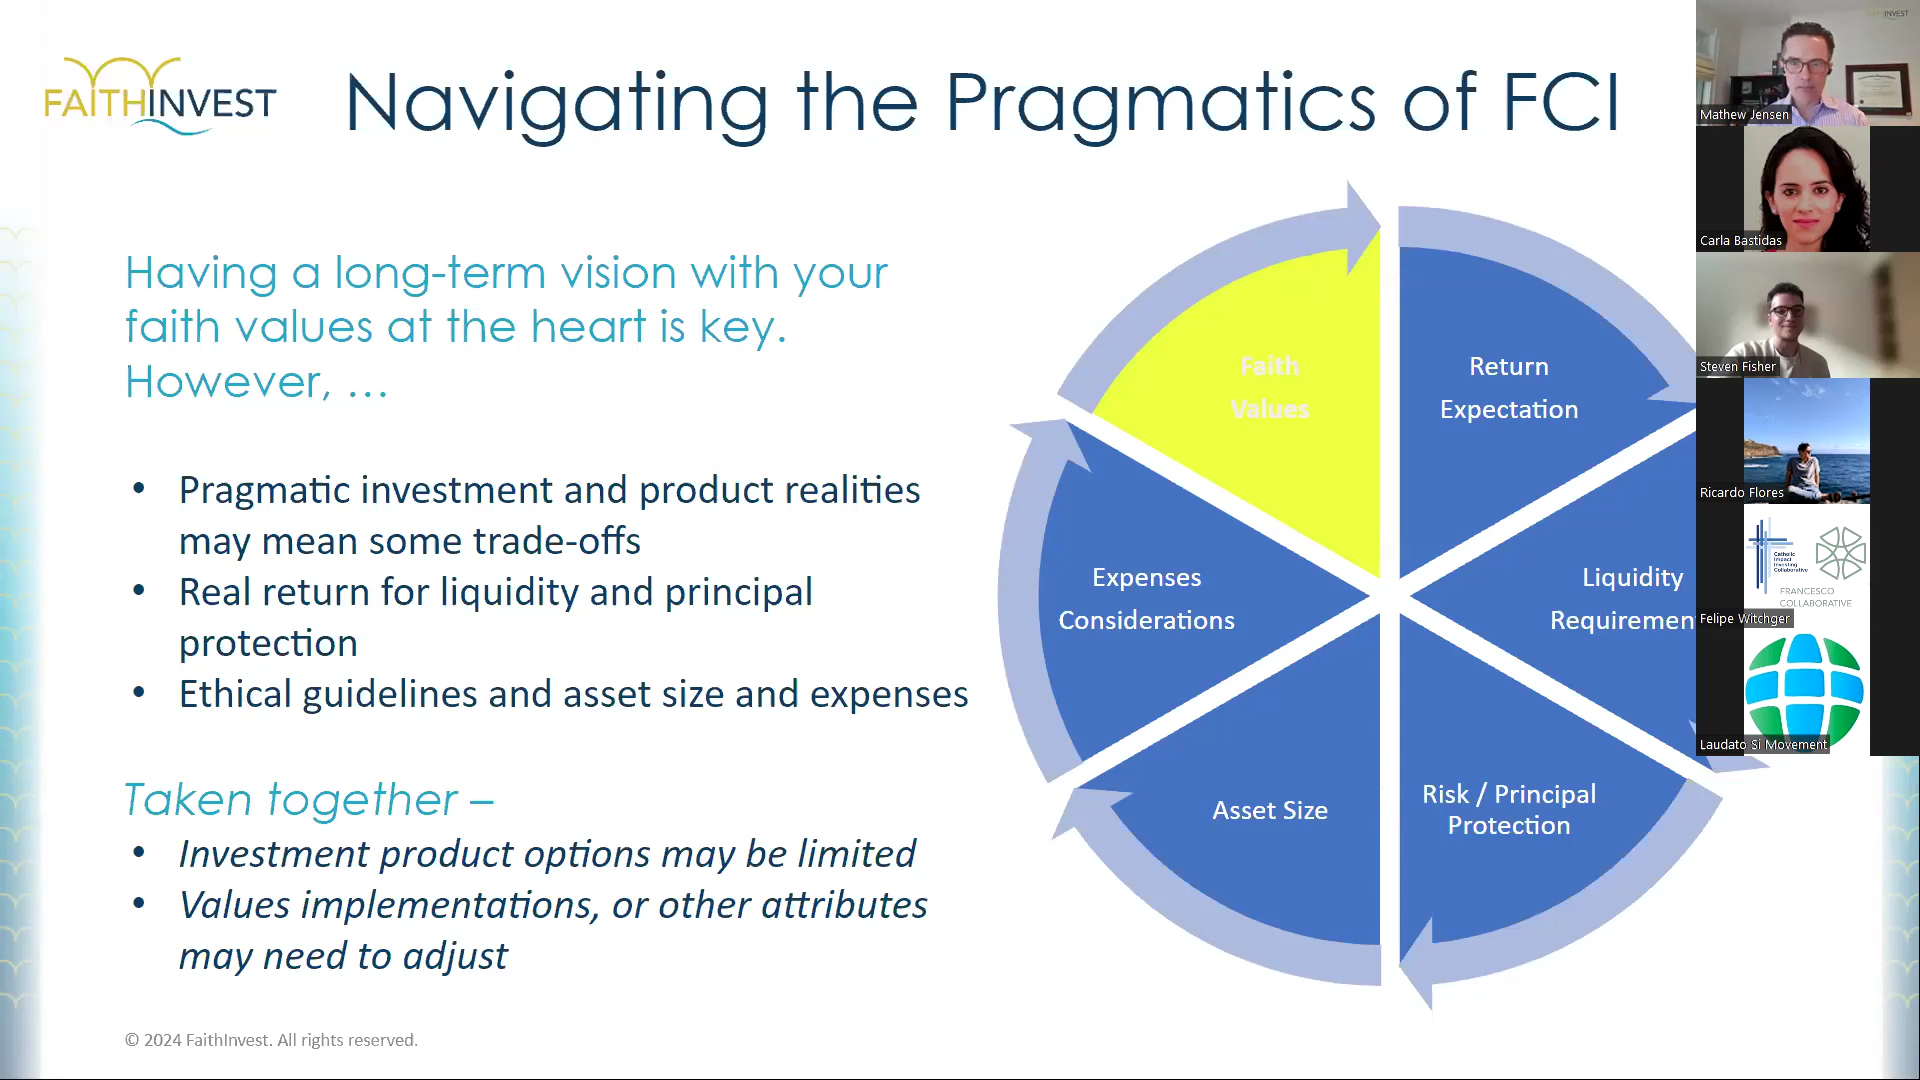 FAITHINVEST
Navigating the Pragmatics of FCI
Having a long-term vision with your
faith values at the heart is key.
However, …
• Pragmatic investment and product realities
may mean some trade-offs
• Real return for liquidity and principal
protection
• Ethical guidelines and asset size and expenses
Taken together –
• Investment product options may be limited
• Values implementations, or other attributes
may need to adjust
© 2024 FaithInvest. All rights reserved.
Faith
Values
Return
Expectation
Expenses
Considerations
Liquidity
Requiremen
Asset Size
Risk / Principal
Protection
Mathew Jensen
Carla Bastidas
Steven Fisher
Ricardo Flores
Catholic
Impact
Investing
Collaborative
FRANCESCO
COLLABORATIVE
Felipe Witchger
Laudato Si Movement